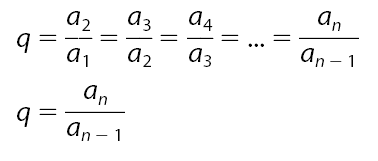 q = a₂/a₁ = a₃/a₂ = a₄/a₃ = ... = aₙ/aₙ₋₁
q = aₙ/aₙ₋₁